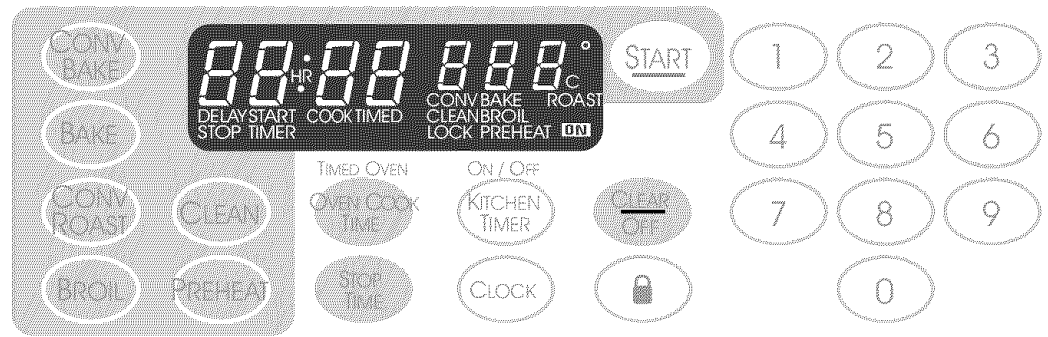 CONV
BAKE
BAKE
CONV
ROAST
BROIL
CLEAN
PREHEAT
88:88
HR
888°
C
DELAY START COOK TIMED
STOP TIMER
CONV BAKE ROAST
CLEAN BROIL
LOCK PREHEAT ON
START
TIMED OVEN
OVEN COOK
TIME
STOP
TIME
ON / OFF
KITCHEN
TIMER
CLOCK
CLEAR
OFF
1 2 3
4 5 6
7 8 9
0